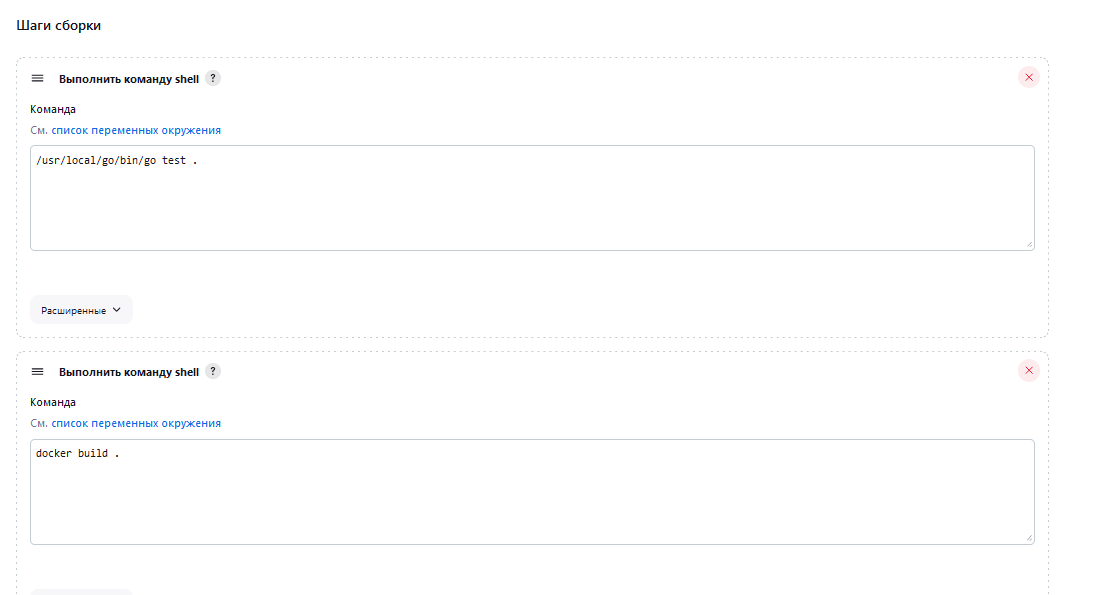 Шаги сборки
Выполнить команду shell ?
Команда
См. список переменных окружения
/usr/local/go/bin/go test .
Расширенные
Выполнить команду shell ?
Команда
См. список переменных окружения
docker build .